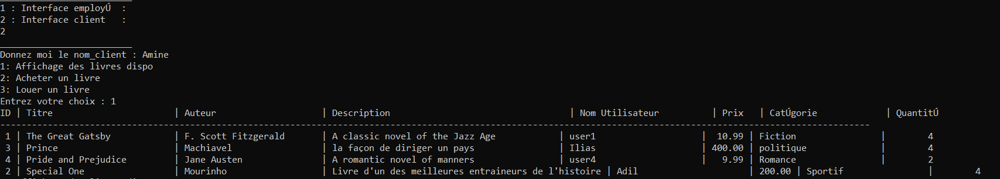 1 : Interface employÚ  :
2 : Interface client   :
2
Donnez moi le nom_client : Amine
1: Affichage des livres dispo
2: Acheter un livre
3: Louer un livre
Entrez votre choix : 1
ID | Titre | Auteur | Description | Nom Utilisateur | Prix | CatÚgorie | QuantitÚ
1 | The Great Gatsby | F. Scott Fitzgerald | A classic novel of the Jazz Age | user1 | 10.99 | Fiction | 4
3 | Prince | Machiavel | la façon de diriger un pays | Ilias | 400.00 | politique | 4
4 | Pride and Prejudice | Jane Austen | A romantic novel of manners | user4 | 9.99 | Romance | 2
2 | Special One | Mourinho | Livre d'un des meilleures entraineurs de l'histoire | Adil | 200.00 | Sportif | 4